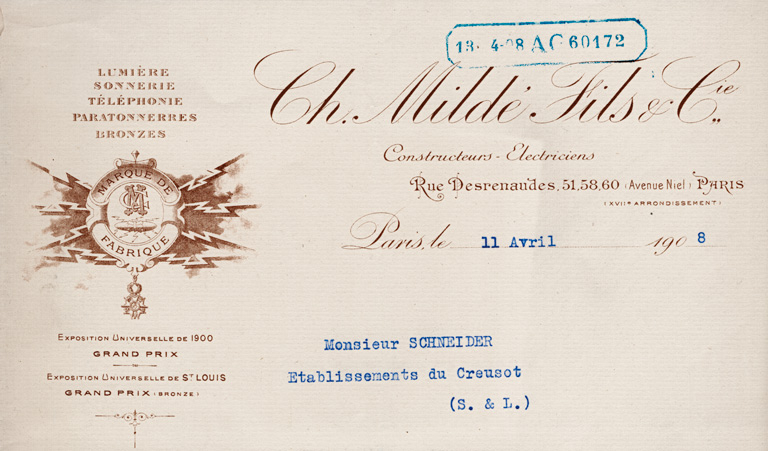 13. 4-08 AC 60172
LUMIÈRE
SONNERIE
TÉLÉPHONIE
PARATONNERRES
BRONZES
MARQUE DE
FABRIQUE
EXPOSITION UNIVERSELLE DE 1900
GRAND PRIX
EXPOSITION UNIVERSELLE DE ST LOUIS
GRAND PRIX (BRONZE)
Ch. Mildé Fils & Cie
Constructeurs - Electriciens
Rue Desrenaudes, 51,58,60 (Avenue Niel) PARIS
(XVIIe ARRONDISSEMENT)
Paris, le 11 Avril 1908
Monsieur SCHNEIDER
Etablissements du Creusot
(S. & L.)